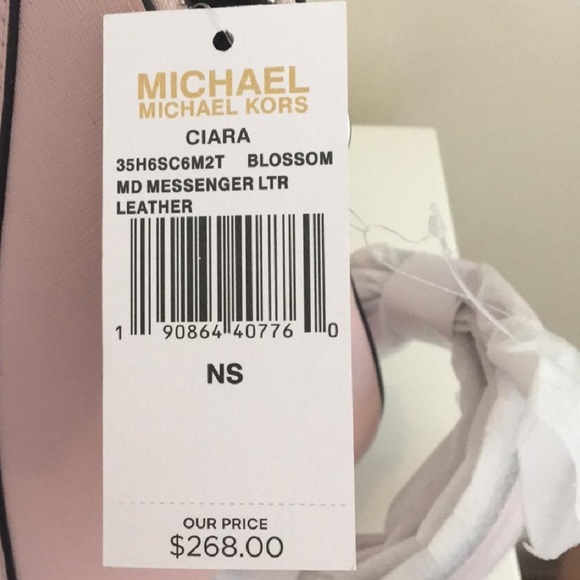 MICHAEL
MICHAEL KORS
CIARA
35H6SC6M2T BLOSSOM
MD MESSENGER LTR
LEATHER
1 90864 40776 0
NS
OUR PRICE
$268.00